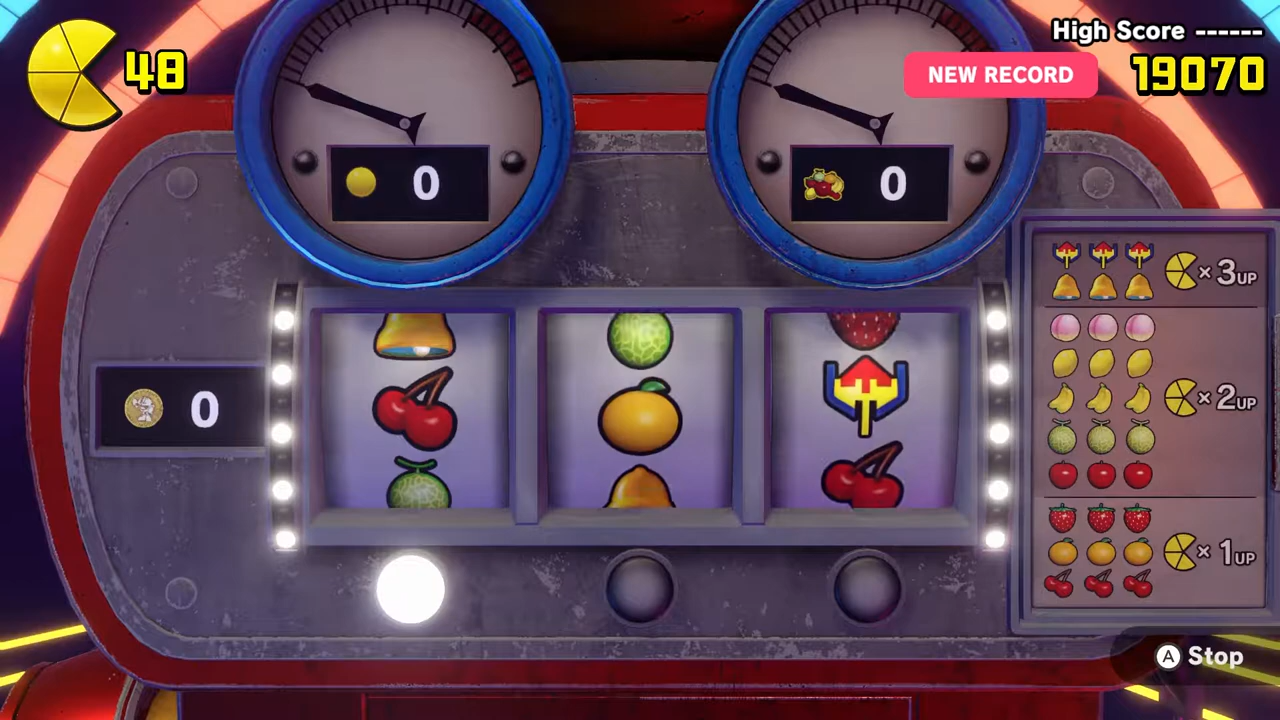 High Score ------
48
NEW RECORD
19070
0
0
× 3UP
0
× 2UP
× 1UP
A Stop